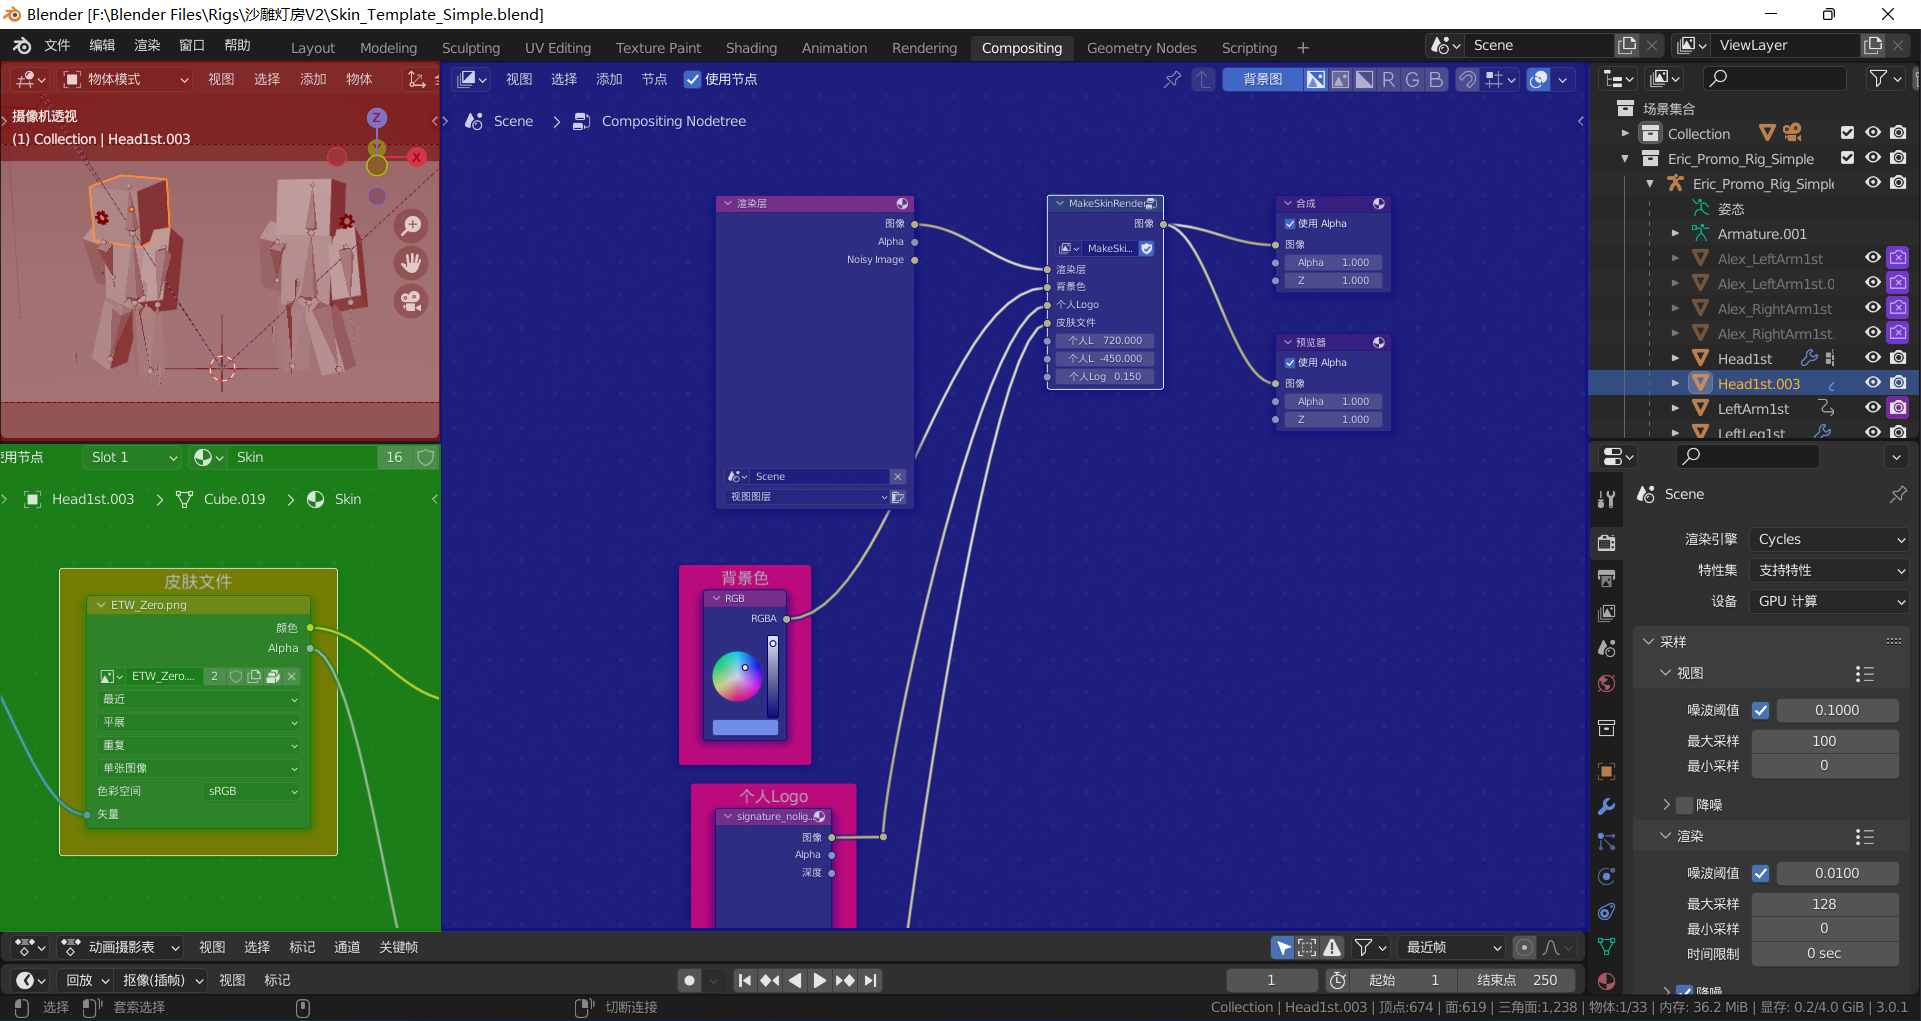 Blender [F:\Blender Files\Rigs\沙雕灯房V2\Skin_Template_Simple.blend]
文件 编辑 渲染 窗口 帮助 Layout Modeling Sculpting UV Editing Texture Paint Shading Animation Rendering Compositing Geometry Nodes Scripting + Scene ViewLayer
物体模式 视图 选择 添加 物体
摄像机透视
(1) Collection | Head1st.003
Z
Y
X
视图 选择 添加 节点 使用节点 背景图 R G B
Scene > Compositing Nodetree
渲染层
图像
Alpha
Noisy Image
Scene
视图图层
MakeSkinRender
图像
MakeSki...
渲染层
背景色
个人Logo
皮肤文件
个人L 720.000
个人L -450.000
个人Log 0.150
合成
使用 Alpha
图像
Alpha 1.000
Z 1.000
预览器
使用 Alpha
图像
Alpha 1.000
Z 1.000
背景色
RGB
RGBA
个人Logo
signature_nolig...
图像
Alpha
深度
使用节点 Slot 1 Skin 16
Head1st.003 > Cube.019 > Skin
皮肤文件
ETW_Zero.png
颜色
Alpha
ETW_Zero.... 2
最近
平展
重复
单张图像
色彩空间 sRGB
矢量
场景集合
Collection
Eric_Promo_Rig_Simple
Eric_Promo_Rig_Simple
姿态
Armature.001
Alex_LeftArm1st
Alex_LeftArm1st.0
Alex_RightArm1st
Alex_RightArm1st.
Head1st
Head1st.003
LeftArm1st
LeftLeg1st
Scene
渲染引擎 Cycles
特性集 支持特性
设备 GPU 计算
采样
视图
噪波阈值 0.1000
最大采样 100
最小采样 0
降噪
渲染
噪波阈值 0.0100
最大采样 128
最小采样 0
时间限制 0 sec
降噪
动画摄影表 视图 选择 标记 通道 关键帧 最近帧
回放 抠像(插帧) 视图 标记 1 起始 1 结束点 250
选择 套索选择 切断连接 Collection | Head1st.003 | 顶点:674 | 面:619 | 三角面:1,238 | 物体:1/33 | 内存: 36.2 MiB | 显存: 0.2/4.0 GiB | 3.0.1